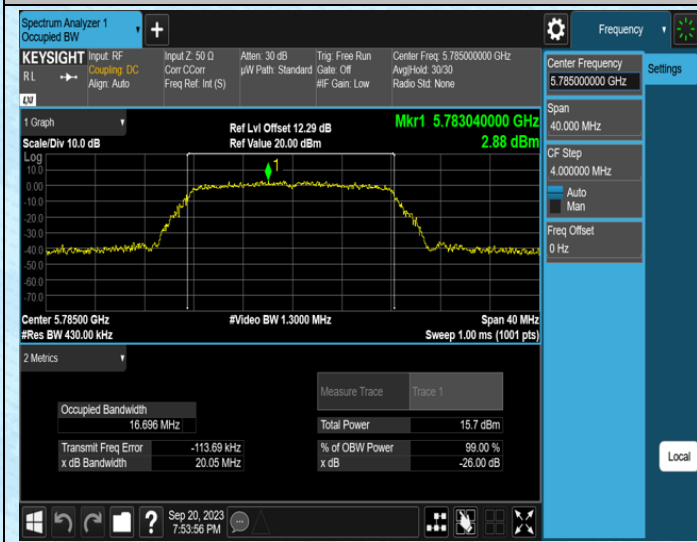 Spectrum Analyzer 1
Occupied BW
Frequency
KEYSIGHT
RL
LXI
Input: RF
Coupling: DC
Align: Auto
Input Z: 50 Ω
Corr CCorr
Freq Ref: Int (S)
Atten: 30 dB
µW Path: Standard
Trig: Free Run
Gate: Off
#IF Gain: Low
Center Freq: 5.785000000 GHz
Avg|Hold: 30/30
Radio Std: None
Center Frequency
5.785000000 GHz
Settings
Span
40.000 MHz
CF Step
4.000000 MHz
Auto
Man
Freq Offset
0 Hz
Local
1 Graph
Scale/Div 10.0 dB
Ref Lvl Offset 12.29 dB
Ref Value 20.00 dBm
Mkr1 5.783040000 GHz
2.88 dBm
Log
10.0
0.00
-10.0
-20.0
-30.0
-40.0
-50.0
-60.0
-70.0
1
Center 5.78500 GHz
#Video BW 1.3000 MHz
Span 40 MHz
#Res BW 430.00 kHz
Sweep 1.00 ms (1001 pts)
2 Metrics
Measure Trace Trace 1
Occupied Bandwidth
16.696 MHz
Total Power 15.7 dBm
Transmit Freq Error -113.69 kHz
% of OBW Power 99.00 %
x dB Bandwidth 20.05 MHz
x dB -26.00 dB
?
Sep 20, 2023
7:53:56 PM